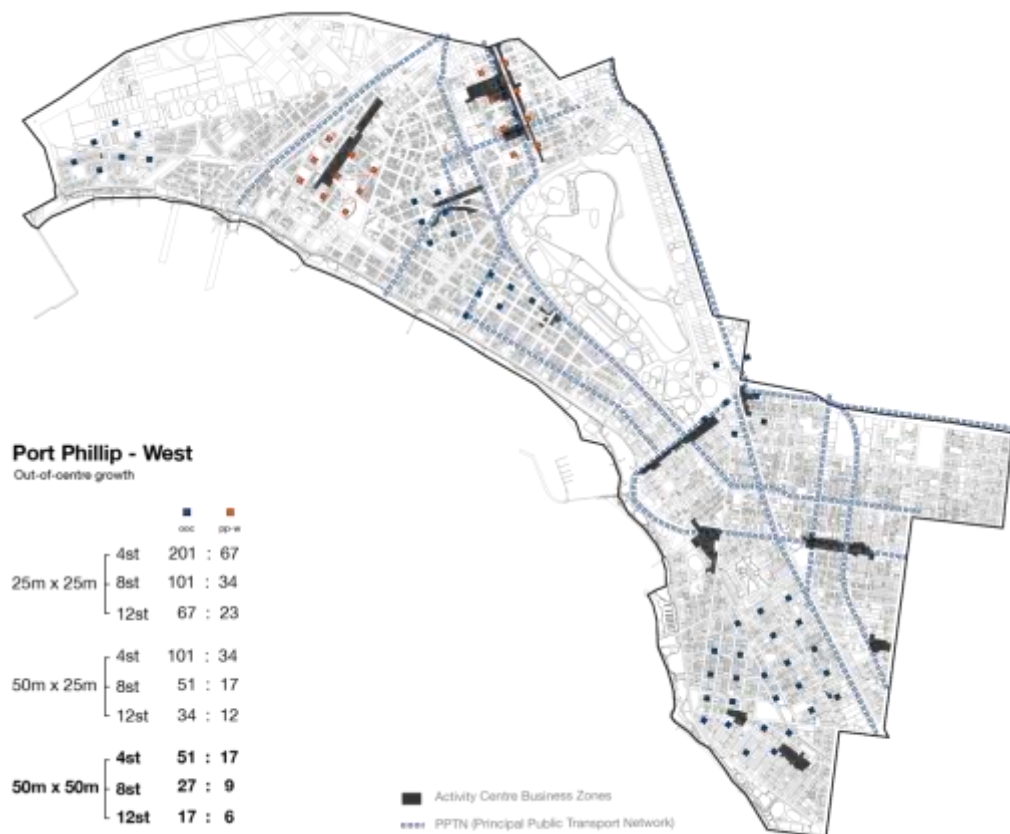 Port Phillip - West
Out-of-centre growth
ooc pp-w
4st 201 : 67
25m x 25m 8st 101 : 34
12st 67 : 23
4st 101 : 34
50m x 25m 8st 51 : 17
12st 34 : 12
4st 51 : 17
50m x 50m 8st 27 : 9
12st 17 : 6
Activity Centre Business Zones
PPTN (Principal Public Transport Network)